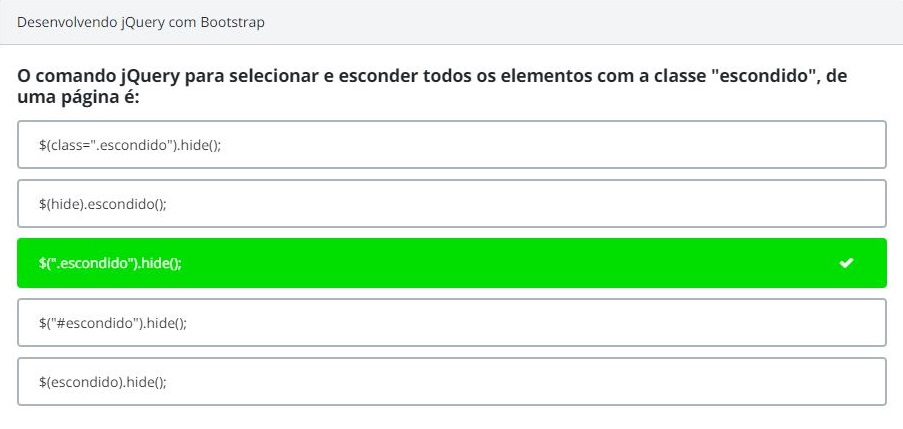 Desenvolvendo jQuery com Bootstrap
O comando jQuery para selecionar e esconder todos os elementos com a classe "escondido", de
uma página é:
$(class=".escondido").hide();
$(hide).escondido();
$(".escondido").hide();
$("#escondido").hide();
$(escondido).hide();